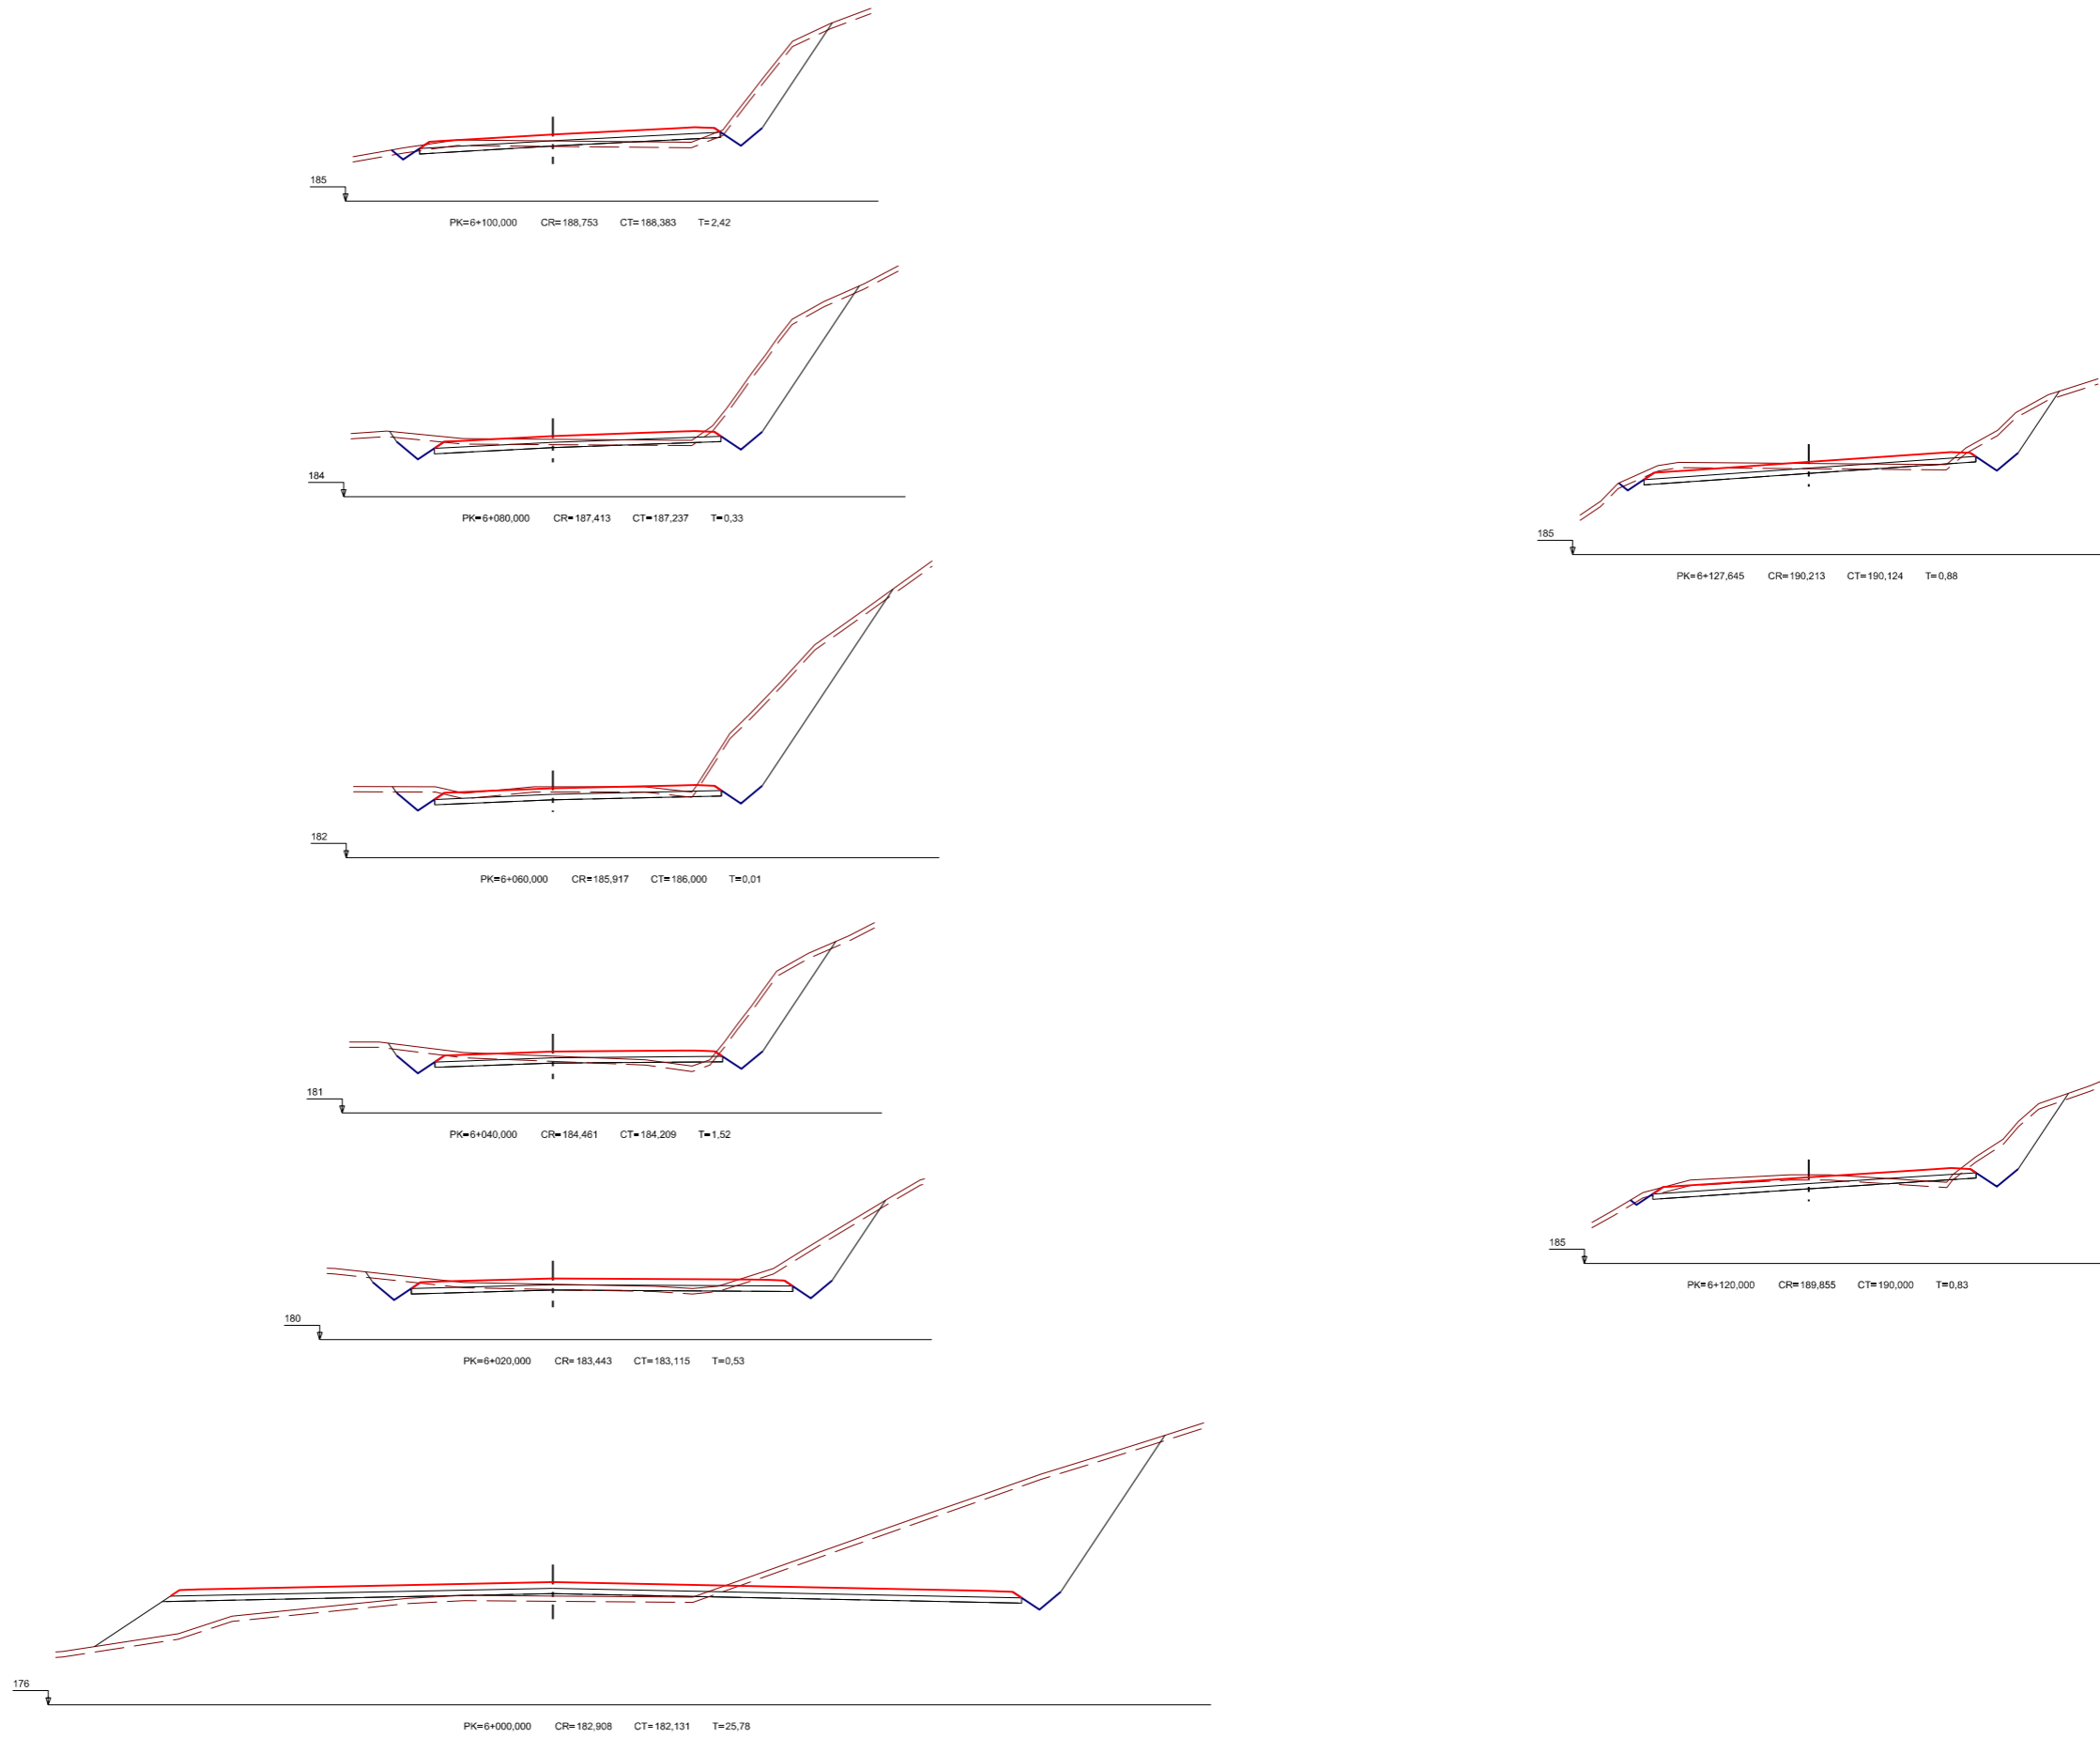 185
PK=6+100,000 CR=188,753 CT=188,383 T=2,42
184
PK=6+080,000 CR=187,413 CT=187,237 T=0,33
182
PK=6+060,000 CR=185,917 CT=186,000 T=0,01
181
PK=6+040,000 CR=184,461 CT=184,209 T=1,52
180
PK=6+020,000 CR=183,443 CT=183,115 T=0,53
176
PK=6+000,000 CR=182,908 CT=182,131 T=25,78
185
PK=6+127,645 CR=190,213 CT=190,124 T=0,88
185
PK=6+120,000 CR=189,855 CT=190,000 T=0,83